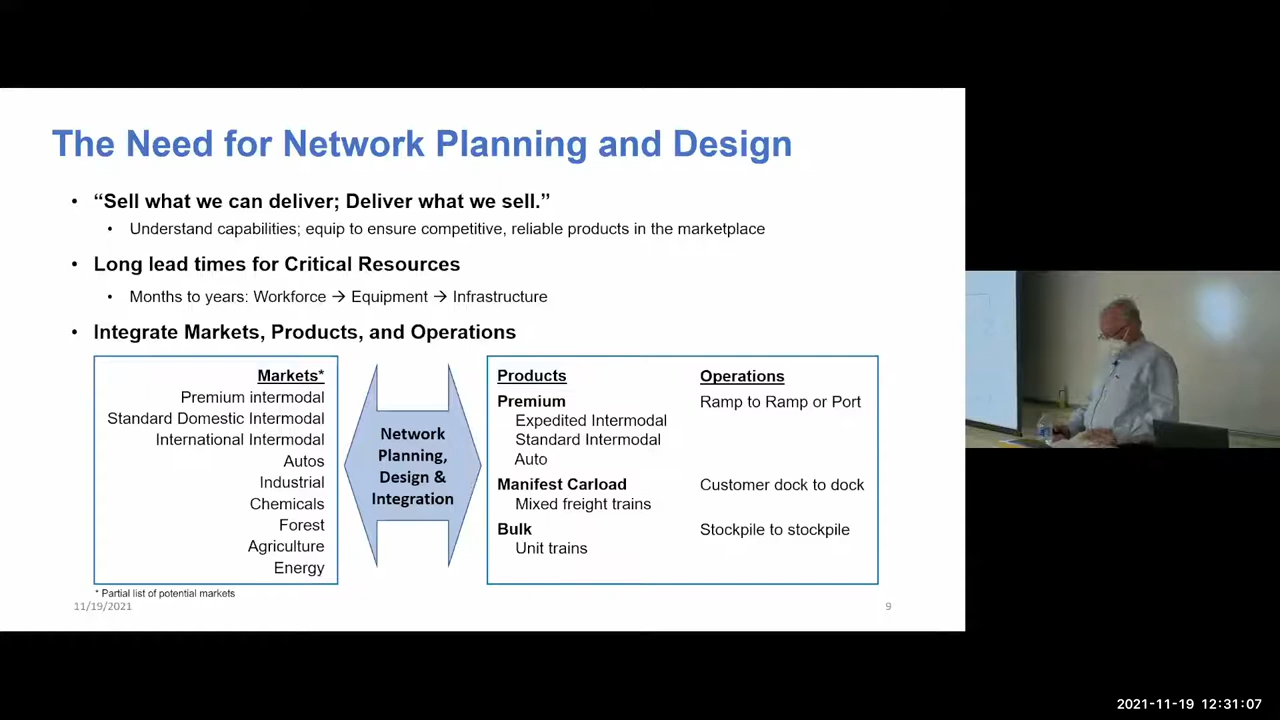 The Need for Network Planning and Design
• “Sell what we can deliver; Deliver what we sell.”
• Understand capabilities; equip to ensure competitive, reliable products in the marketplace
• Long lead times for Critical Resources
• Months to years: Workforce → Equipment → Infrastructure
• Integrate Markets, Products, and Operations
Markets*
Premium intermodal
Standard Domestic Intermodal
International Intermodal
Autos
Industrial
Chemicals
Forest
Agriculture
Energy
Network
Planning,
Design &
Integration
Products Operations
Premium Ramp to Ramp or Port
Expedited Intermodal
Standard Intermodal
Auto
Manifest Carload Customer dock to dock
Mixed freight trains
Bulk Stockpile to stockpile
Unit trains
* Partial list of potential markets
11/19/2021 9
2021-11-19 12:31:07